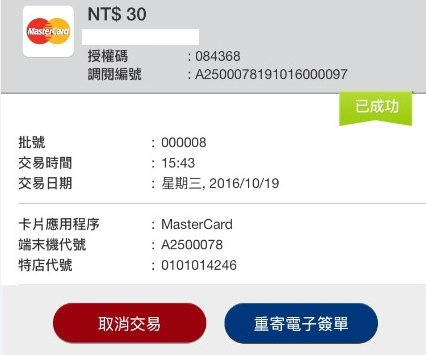 MasterCard
NT$ 30
授權碼 : 084368
調閱編號 : A2500078191016000097
已成功
批號 : 000008
交易時間 : 15:43
交易日期 : 星期三, 2016/10/19
卡片應用程序 : MasterCard
端末機代號 : A2500078
特店代號 : 0101014246
取消交易
重寄電子簽單